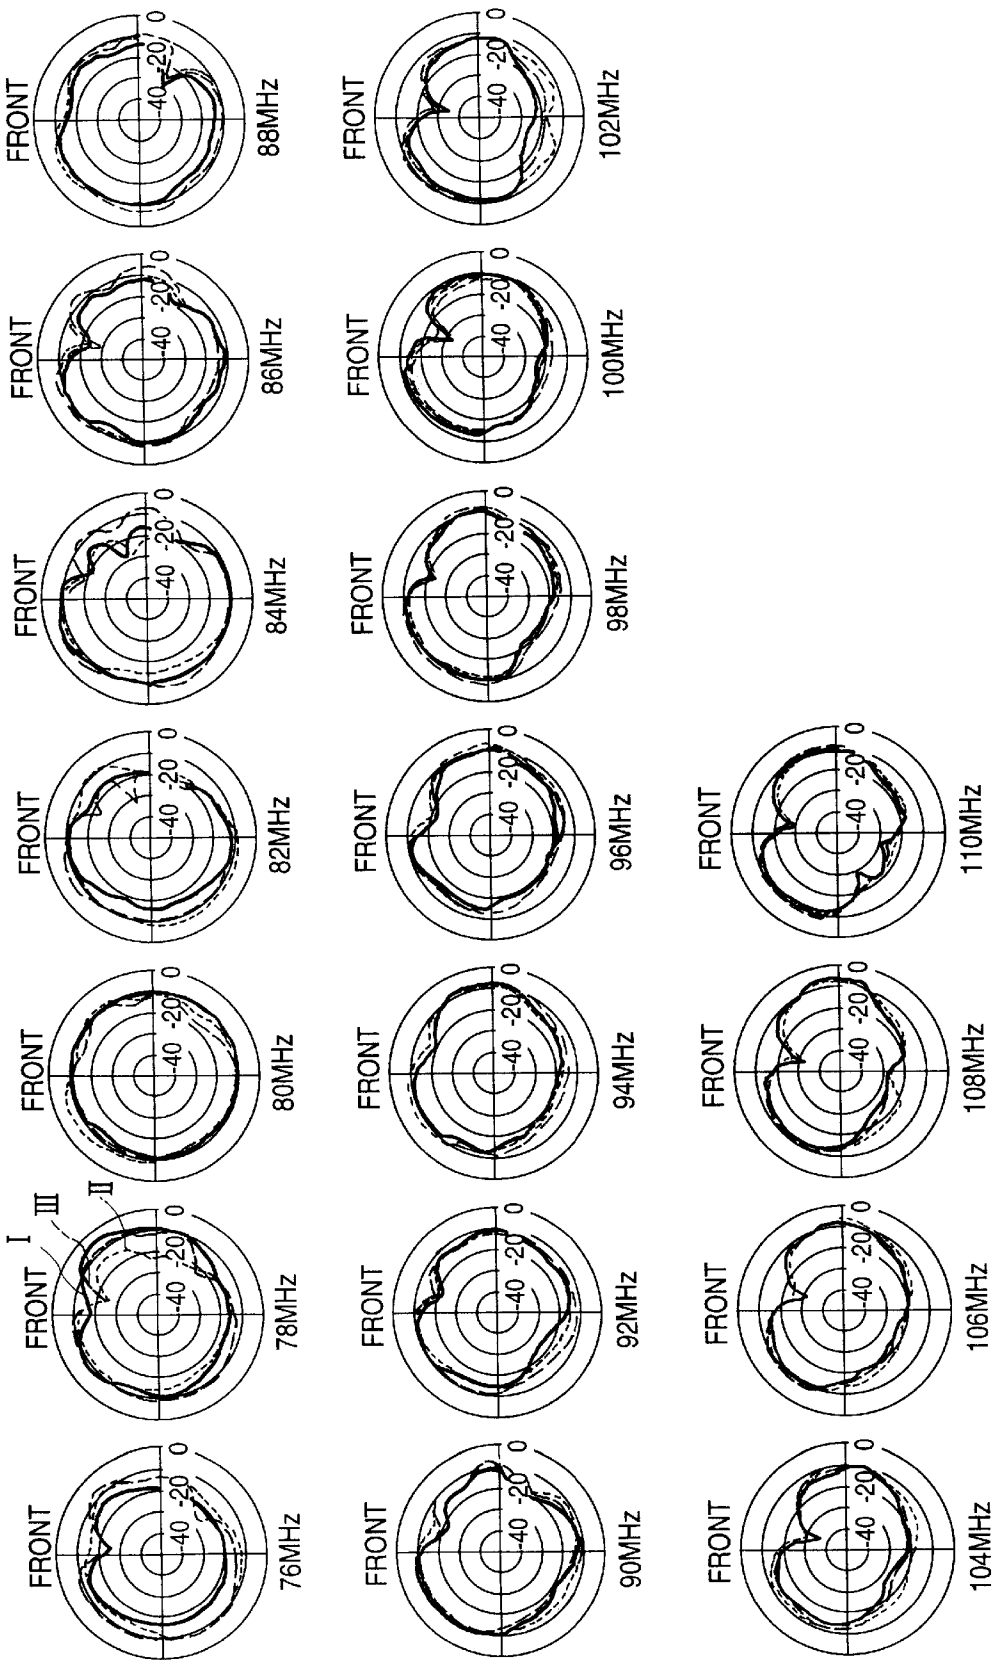 I
FRONT FRONT FRONT FRONT FRONT FRONT FRONT
III
II
-40 -20 0 -40 -20 0 -40 -20 0 -40 -20 0 -40 -20 0 -40 -20 0 -40 -20 0
76MHz 78MHz 80MHz 82MHz 84MHz 86MHz 88MHz
FRONT FRONT FRONT FRONT FRONT FRONT FRONT
-40 -20 0 -40 -20 0 -40 -20 0 -40 -20 0 -40 -20 0 -40 -20 0 -40 -20 0
90MHz 92MHz 94MHz 96MHz 98MHz 100MHz 102MHz
FRONT FRONT FRONT FRONT
-40 -20 0 -40 -20 0 -40 -20 0 -40 -20 0
104MHz 106MHz 108MHz 110MHz